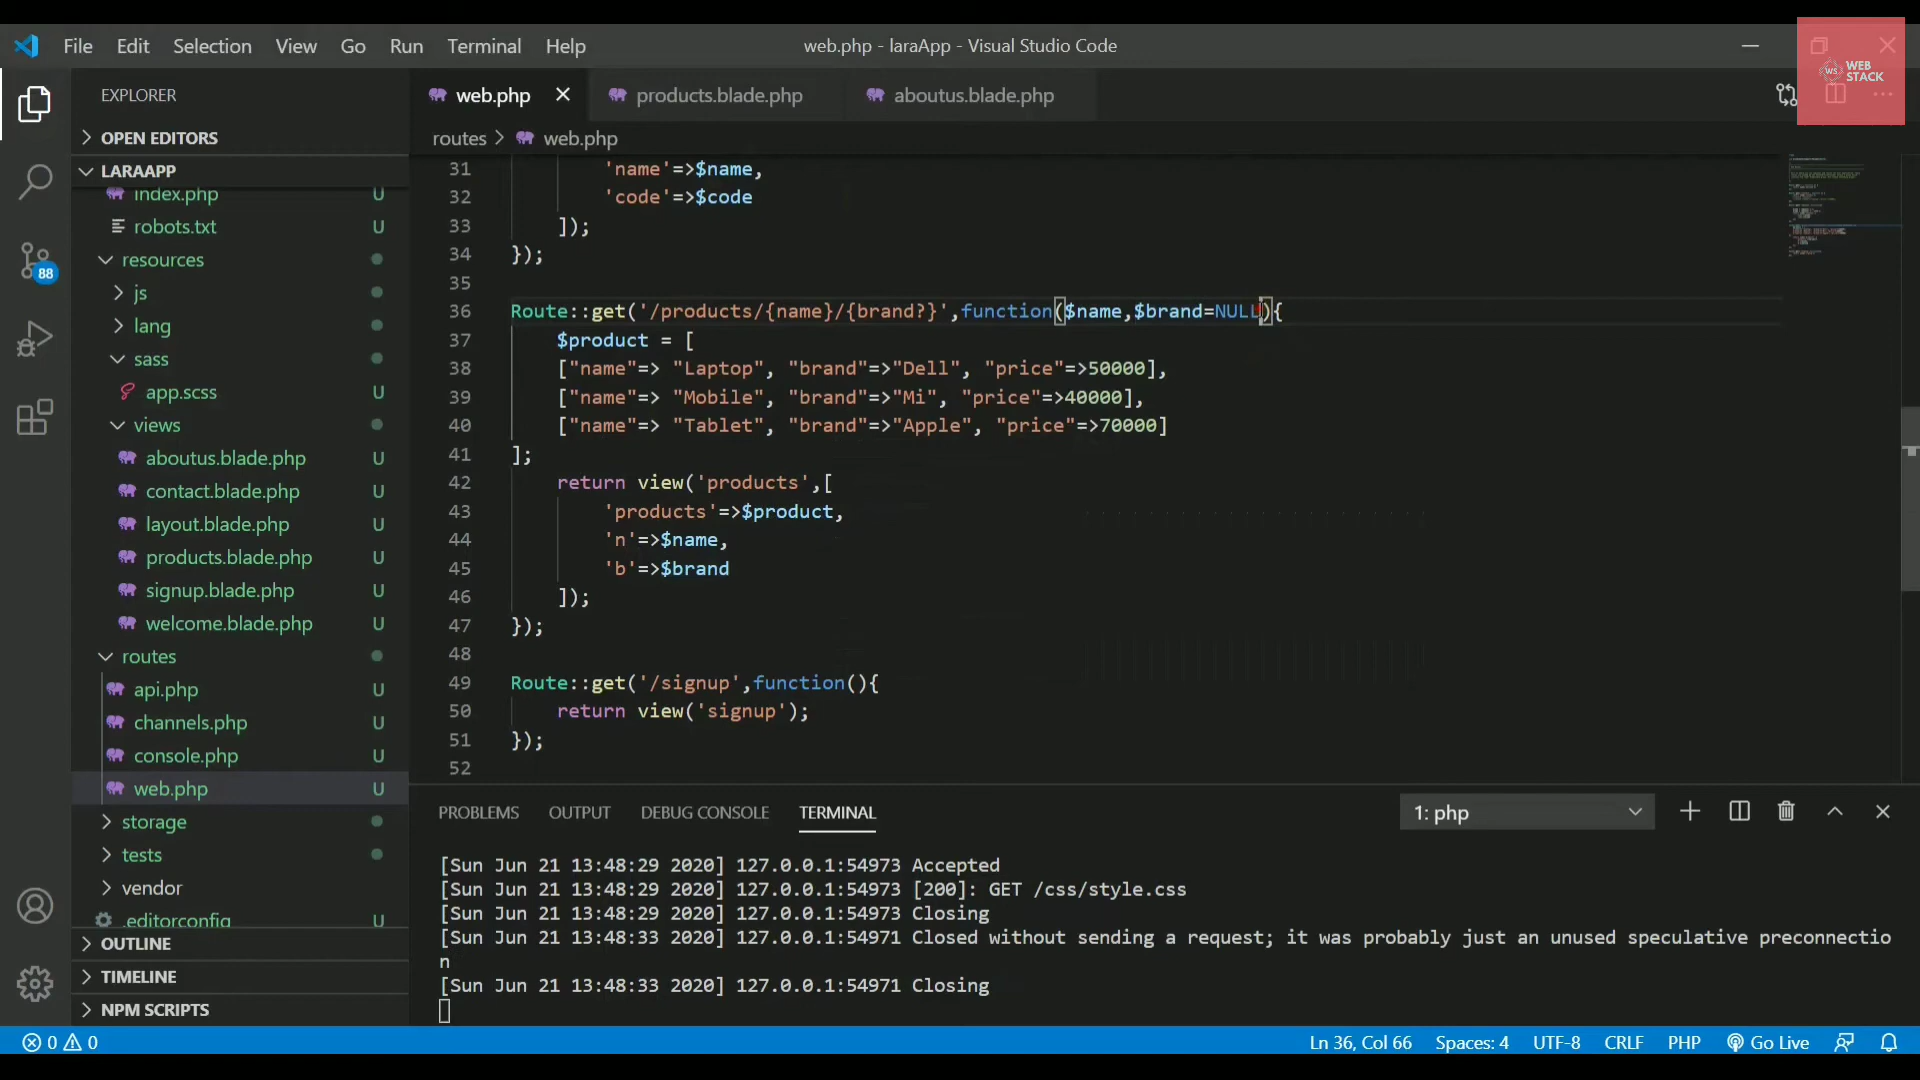 File Edit Selection View Go Run Terminal Help
web.php - laraApp - Visual Studio Code
WS WEB STACK
EXPLORER
OPEN EDITORS
LARAAPP
index.php U
robots.txt U
resources
js
lang
sass
app.scss U
views
aboutus.blade.php U
contact.blade.php U
layout.blade.php U
products.blade.php U
signup.blade.php U
welcome.blade.php U
routes
api.php U
channels.php U
console.php U
web.php U
storage
tests
vendor
.editorconfig U
OUTLINE
TIMELINE
NPM SCRIPTS
88
web.php products.blade.php aboutus.blade.php
routes > web.php
31 'name'=>$name,
32 'code'=>$code
33 ]);
34 });
35
36 Route::get('/products/{name}/{brand?}',function($name,$brand=NULL){
37 $product = [
38 ["name"=> "Laptop", "brand"=>"Dell", "price"=>50000],
39 ["name"=> "Mobile", "brand"=>"Mi", "price"=>40000],
40 ["name"=> "Tablet", "brand"=>"Apple", "price"=>70000]
41 ];
42 return view('products',[
43 'products'=>$product,
44 'n'=>$name,
45 'b'=>$brand
46 ]);
47 });
48
49 Route::get('/signup',function(){
50 return view('signup');
51 });
52
PROBLEMS OUTPUT DEBUG CONSOLE TERMINAL
1: php
[Sun Jun 21 13:48:29 2020] 127.0.0.1:54973 Accepted
[Sun Jun 21 13:48:29 2020] 127.0.0.1:54973 [200]: GET /css/style.css
[Sun Jun 21 13:48:29 2020] 127.0.0.1:54973 Closing
[Sun Jun 21 13:48:33 2020] 127.0.0.1:54971 Closed without sending a request; it was probably just an unused speculative preconnectio
n
[Sun Jun 21 13:48:33 2020] 127.0.0.1:54971 Closing
0 0
Ln 36, Col 66 Spaces: 4 UTF-8 CRLF PHP Go Live